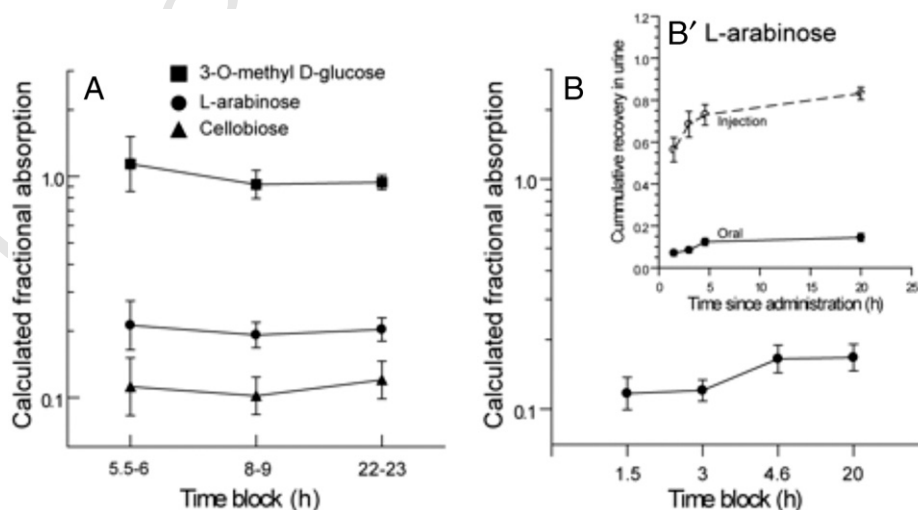 A
3-O-methyl D-glucose
L-arabinose
Cellobiose
Calculated fractional absorption
1.0
0.1
5.5-6
8-9
22-23
Time block (h)
B
Calculated fractional absorption
1.0
0.1
1.5
3
4.6
20
Time block (h)
B′ L-arabinose
Cummulative recovery in urine
1.2
1.0
0.8
0.6
0.4
0.2
0.0
Injection
Oral
0
5
10
15
20
25
Time since administration (h)